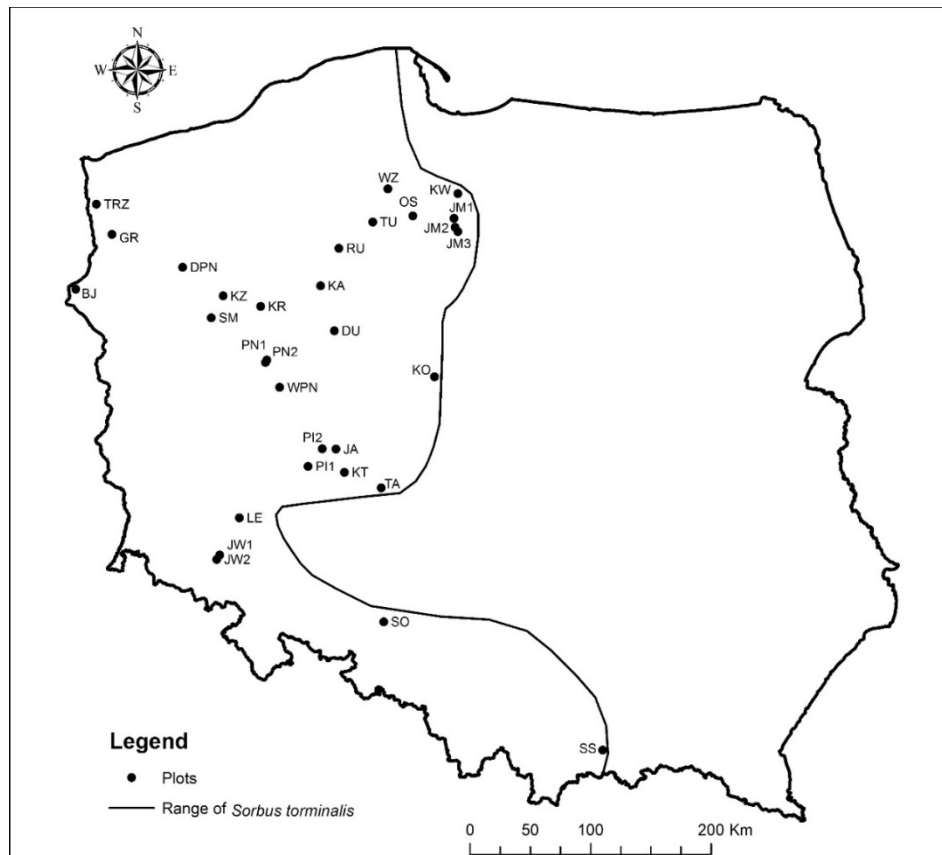 N
W E
S
WZ
KW
TRZ
OS
JM1
TU
JM2
GR
JM3
RU
DPN
BJ
KA
KZ
KR
SM
DU
PN1
PN2
KO
WPN
PI2
JA
PI1
KT
TA
LE
JW1
JW2
SO
SS
Legend
Plots
Range of Sorbus torminalis
0 50 100 200 Km